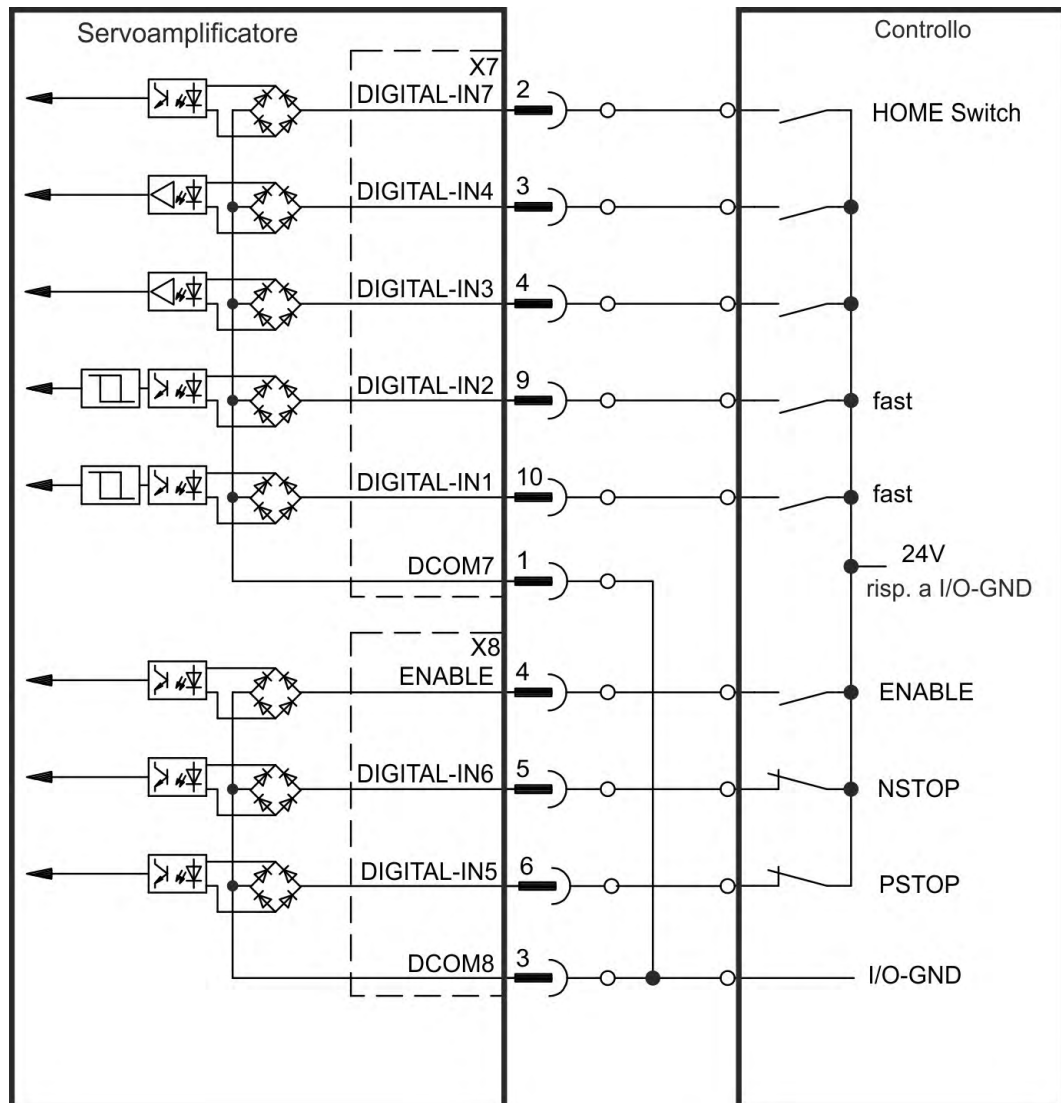 Servoamplificatore
Controllo
X7
DIGITAL-IN7
2
HOME Switch
DIGITAL-IN4
3
DIGITAL-IN3
4
DIGITAL-IN2
9
fast
DIGITAL-IN1
10
fast
DCOM7
1
24V
risp. a I/O-GND
X8
ENABLE
4
ENABLE
DIGITAL-IN6
5
NSTOP
DIGITAL-IN5
6
PSTOP
DCOM8
3
I/O-GND